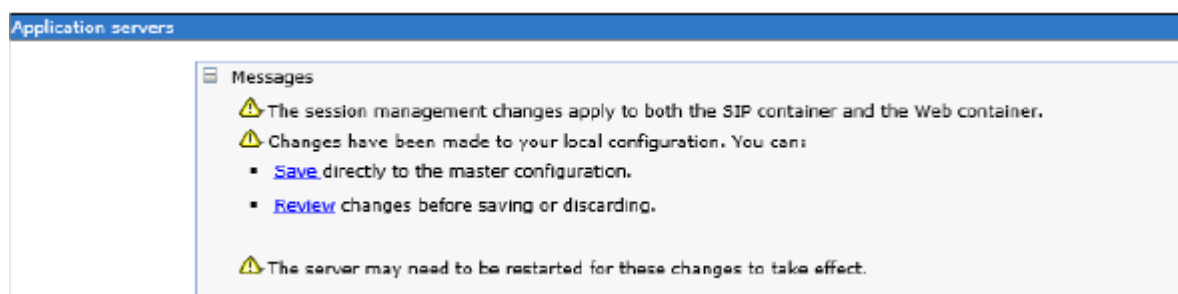 Application servers
Messages
The session management changes apply to both the SIP container and the Web container.
Changes have been made to your local configuration. You can:
Save directly to the master configuration.
Review changes before saving or discarding.
The server may need to be restarted for these changes to take effect.